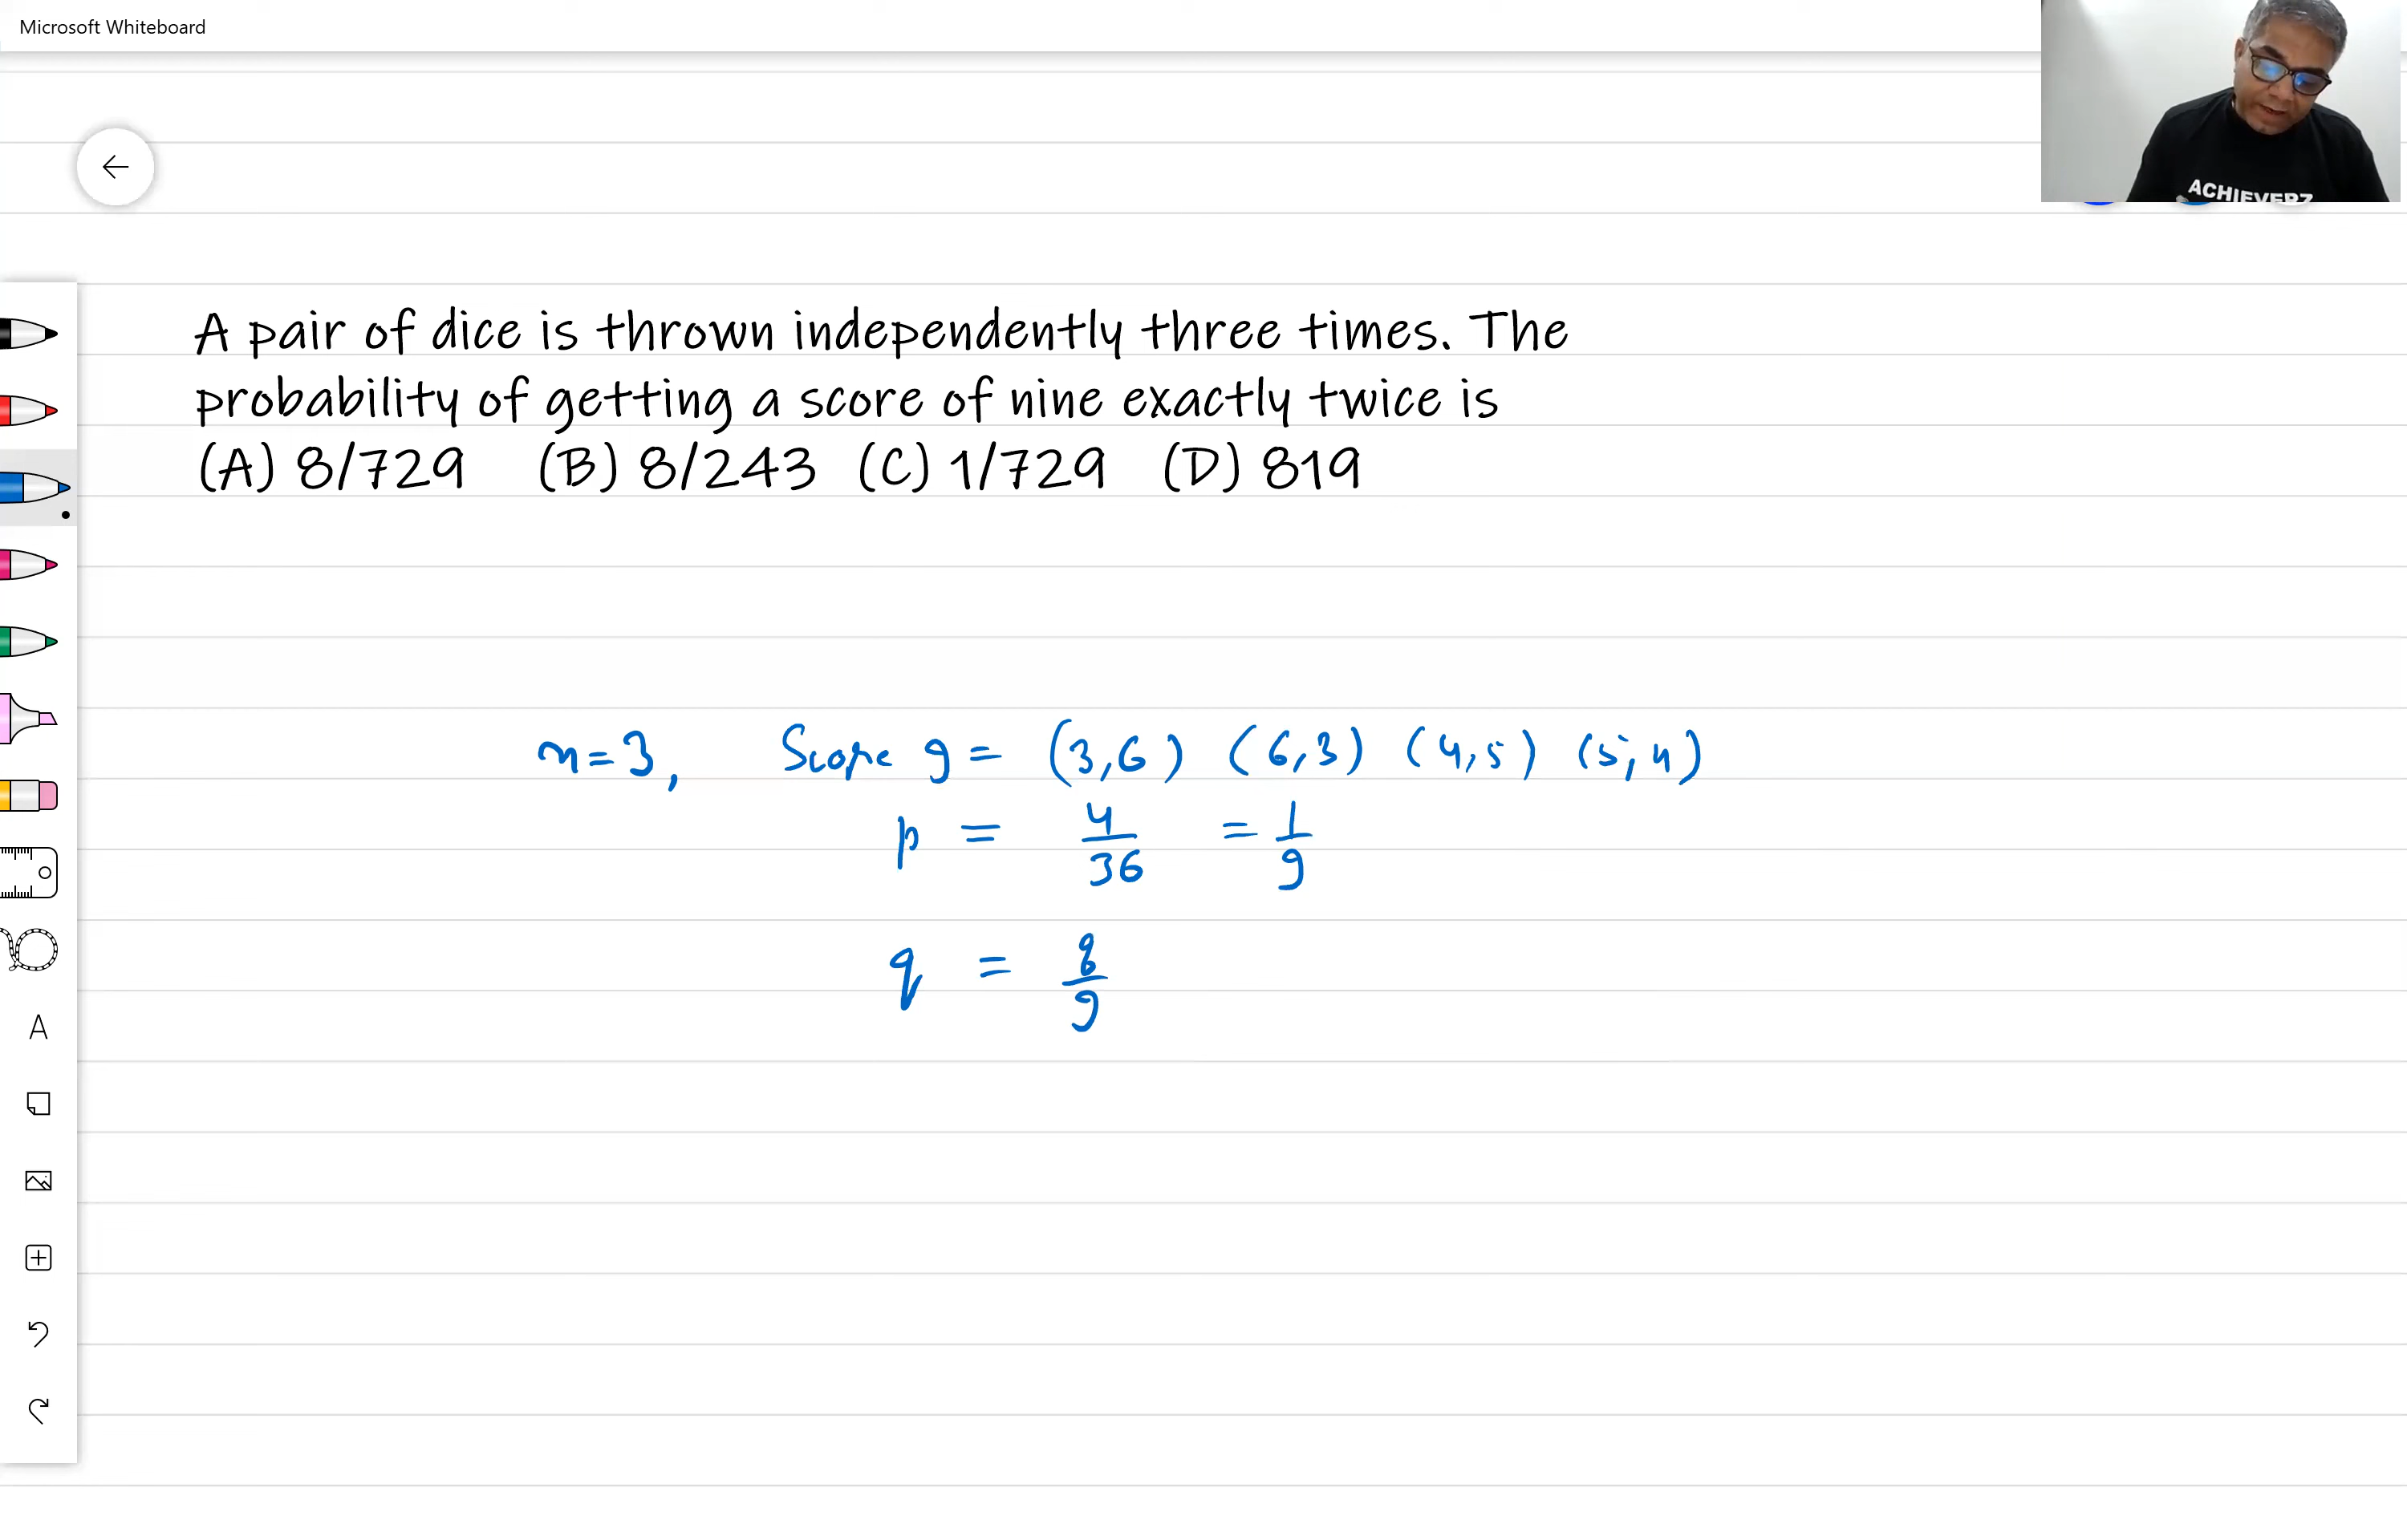 Microsoft Whiteboard
ACHIEVERZ
A pair of dice is thrown independently three times. The
probability of getting a score of nine exactly twice is
(A) 8/729 (B) 8/243 (C) 1/729 (D) 819
n=3, Score 9 = (3,6) (6,3) (4,5) (5,4)
p = 4/36 = 1/9
q = 8/9
A